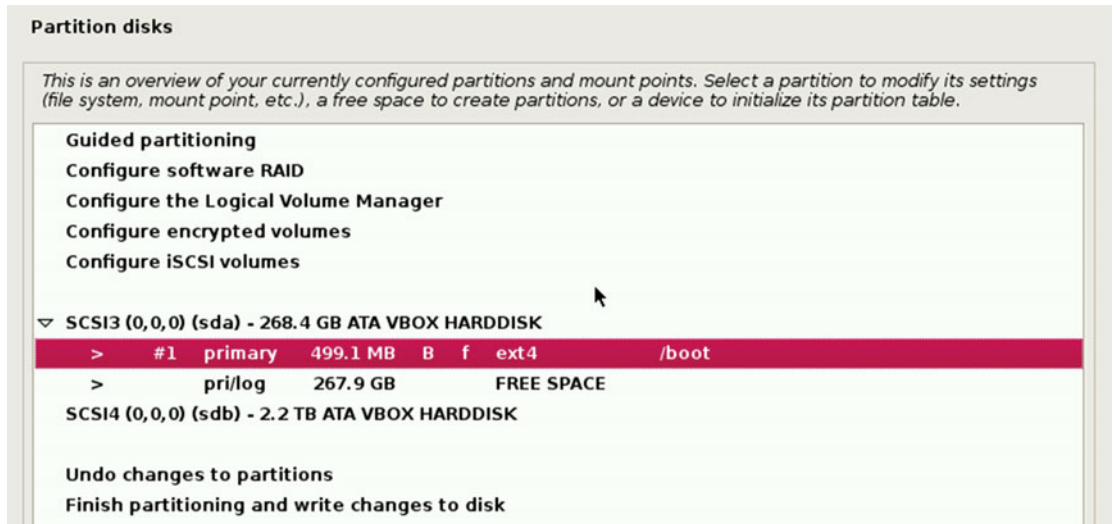 Partition disks
This is an overview of your currently configured partitions and mount points. Select a partition to modify its settings
(file system, mount point, etc.), a free space to create partitions, or a device to initialize its partition table.
Guided partitioning
Configure software RAID
Configure the Logical Volume Manager
Configure encrypted volumes
Configure iSCSI volumes
SCSI3 (0,0,0) (sda) - 268.4 GB ATA VBOX HARDDISK
> #1 primary 499.1 MB B f ext4 /boot
> pri/log 267.9 GB FREE SPACE
SCSI4 (0,0,0) (sdb) - 2.2 TB ATA VBOX HARDDISK
Undo changes to partitions
Finish partitioning and write changes to disk